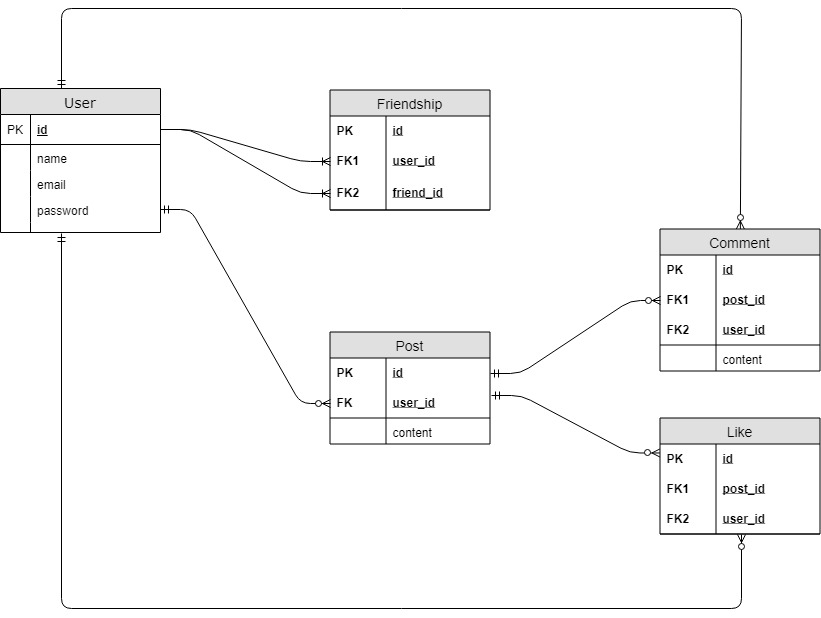 User
PK id
name
email
password
Friendship
PK id
FK1 user_id
FK2 friend_id
Comment
PK id
FK1 post_id
FK2 user_id
content
Post
PK id
FK user_id
content
Like
PK id
FK1 post_id
FK2 user_id